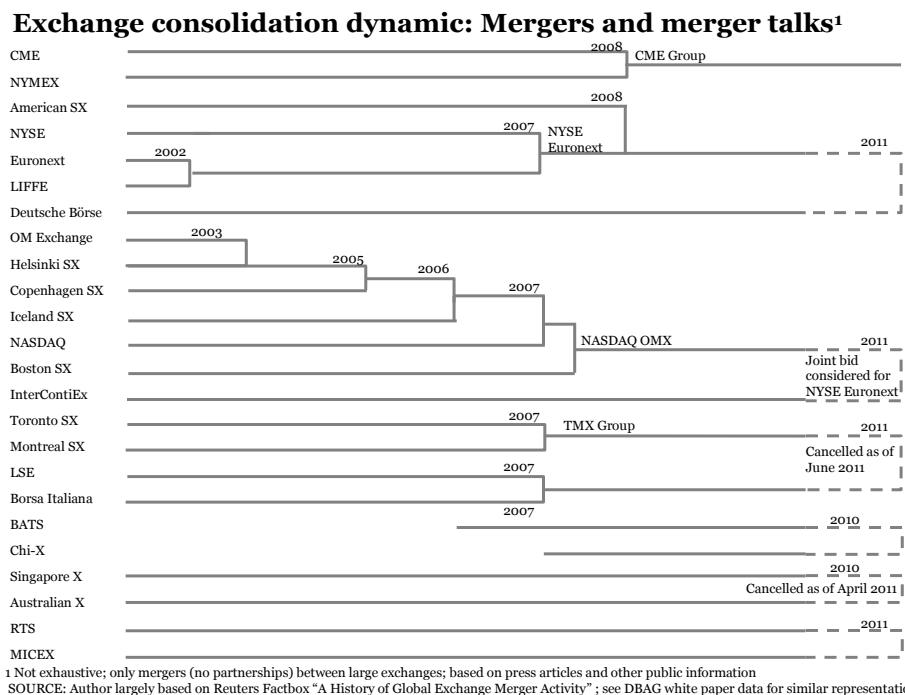 Exchange consolidation dynamic: Mergers and merger talks¹
CME
2008
CME Group
NYMEX
American SX
2008
NYSE
2007
NYSE
Euronext
Euronext
2002
2011
LIFFE
Deutsche Börse
OM Exchange
2003
Helsinki SX
2005
2006
Copenhagen SX
2007
Iceland SX
NASDAQ
NASDAQ OMX
2011
Boston SX
Joint bid
considered for
NYSE Euronext
InterContiEx
Toronto SX
2007
TMX Group
2011
Montreal SX
Cancelled as of
June 2011
LSE
2007
Borsa Italiana
2007
BATS
2010
Chi-X
Singapore X
2010
Cancelled as of April 2011
Australian X
RTS
2011
MICEX
1 Not exhaustive; only mergers (no partnerships) between large exchanges; based on press articles and other public information
SOURCE: Author largely based on Reuters Factbox “A History of Global Exchange Merger Activity” ; see DBAG white paper data for similar representatio